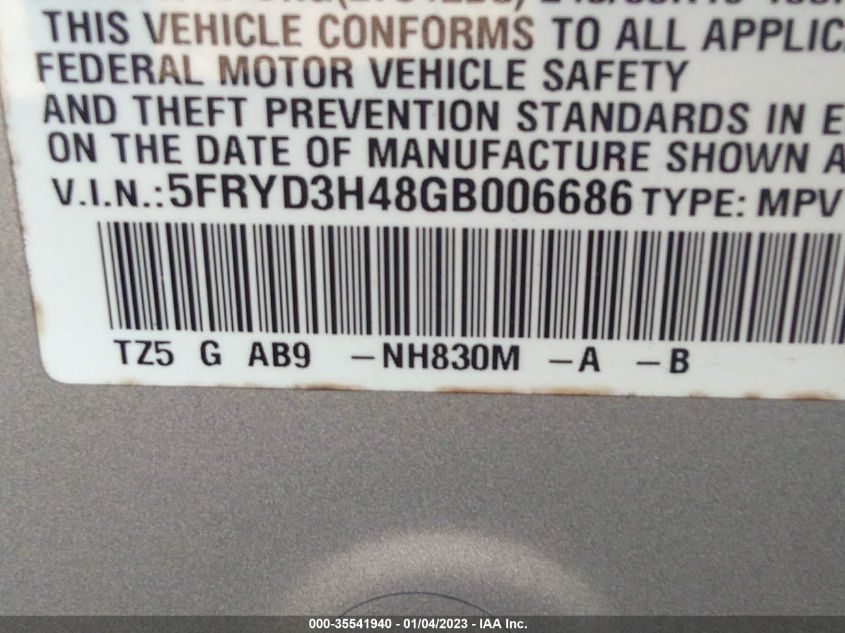 THIS VEHICLE CONFORMS TO ALL APPLIC
FEDERAL MOTOR VEHICLE SAFETY
AND THEFT PREVENTION STANDARDS IN E
ON THE DATE OF MANUFACTURE SHOWN A
V.I.N.: 5FRYD3H48GB006686 TYPE: MPV
TZ5 G AB9 -NH830M -A -B
000-35541940 - 01/04/2023 - IAA Inc.